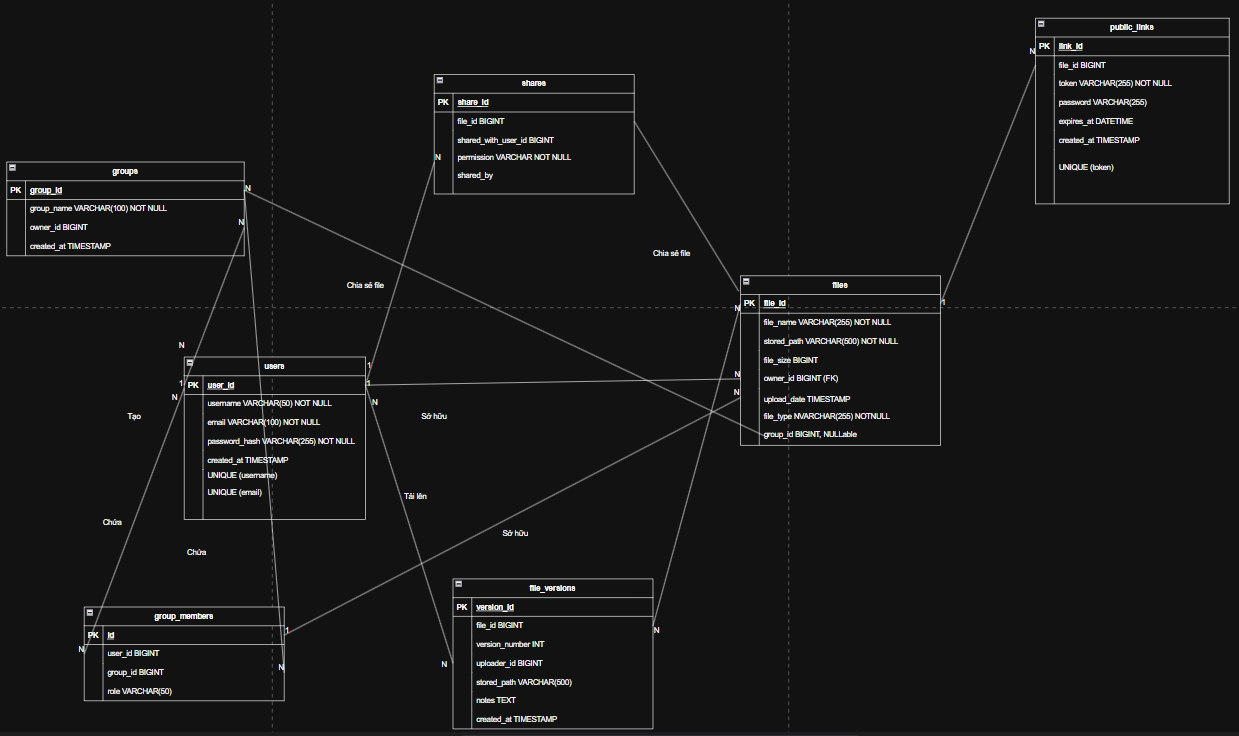 public_links
N
PK link_id
file_id BIGINT
token VARCHAR(255) NOT NULL
password VARCHAR(255)
expires_at DATETIME
created_at TIMESTAMP
UNIQUE (token)
shares
PK share_id
file_id BIGINT
shared_with_user_id BIGINT
N
permission VARCHAR NOT NULL
shared_by
groups
PK group_id
N
group_name VARCHAR(100) NOT NULL
N
owner_id BIGINT
created_at TIMESTAMP
Chia sẻ file
Chia sẻ file
files
1
N
PK file_id
file_name VARCHAR(255) NOT NULL
stored_path VARCHAR(500) NOT NULL
file_size BIGINT
N
owner_id BIGINT (FK)
N
upload_date TIMESTAMP
file_type NVARCHAR(255) NOTNULL
group_id BIGINT, NULLable
N
users
1
1
PK user_id
1
N
N
username VARCHAR(50) NOT NULL
email VARCHAR(100) NOT NULL
password_hash VARCHAR(255) NOT NULL
created_at TIMESTAMP
UNIQUE (username)
UNIQUE (email)
Tạo
Sở hữu
Tải lên
Chứa
Chứa
Sở hữu
file_versions
PK version_id
file_id BIGINT
N
version_number INT
N
uploader_id BIGINT
stored_path VARCHAR(500)
notes TEXT
created_at TIMESTAMP
group_members
1
PK id
N
user_id BIGINT
N
group_id BIGINT
role VARCHAR(50)